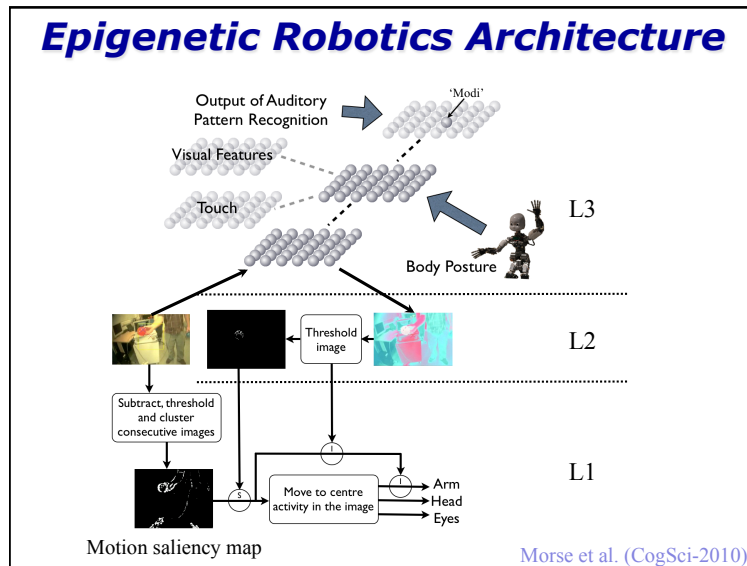 Epigenetic Robotics Architecture
'Modi'
Output of Auditory
Pattern Recognition
Visual Features
Touch
L3
Body Posture
Threshold
image
L2
Subtract, threshold
and cluster
consecutive images
I
I
S
Move to centre
activity in the image
Arm
Head
Eyes
L1
Motion saliency map
Morse et al. (CogSci-2010)